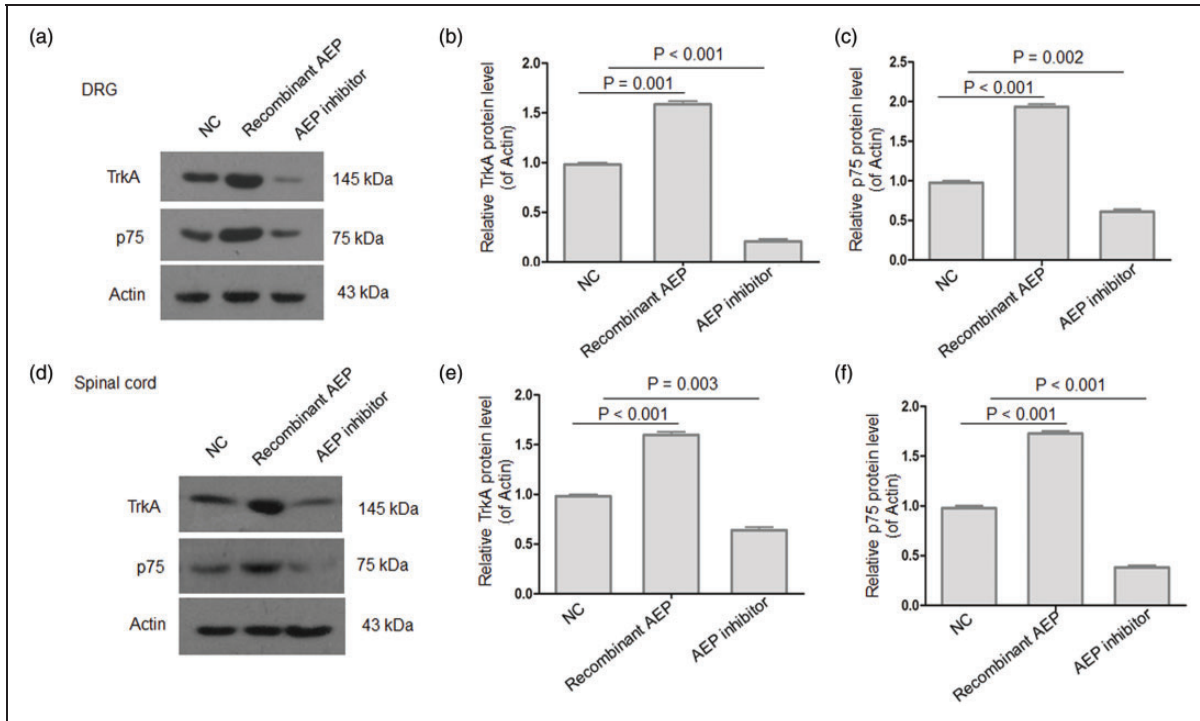 (a)
DRG
NC
Recombinant AEP
AEP inhibitor
TrkA
145 kDa
p75
75 kDa
Actin
43 kDa
(b)
P < 0.001
P = 0.001
Relative TrkA protein level
(of Actin)
2.0
1.5
1.0
0.5
0.0
NC
Recombinant AEP
AEP inhibitor
(c)
P = 0.002
P < 0.001
Relative p75 protein level
(of Actin)
2.5
2.0
1.5
1.0
0.5
0.0
NC
Recombinant AEP
AEP inhibitor
(d)
Spinal cord
NC
Recombinant AEP
AEP inhibitor
TrkA
145 kDa
p75
75 kDa
Actin
43 kDa
(e)
P = 0.003
P < 0.001
Relative TrkA protein level
(of Actin)
2.0
1.5
1.0
0.5
0.0
NC
Recombinant AEP
AEP inhibitor
(f)
P < 0.001
P < 0.001
Relative p75 protein level
(of Actin)
2.0
1.5
1.0
0.5
0.0
NC
Recombinant AEP
AEP inhibitor